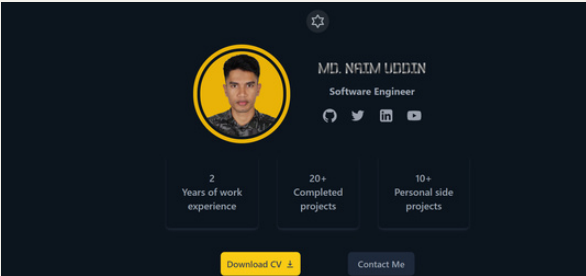 MD. NAIM UDDIN
Software Engineer
2
Years of work
experience
20+
Completed
projects
10+
Personal side
projects
Download CV
Contact Me